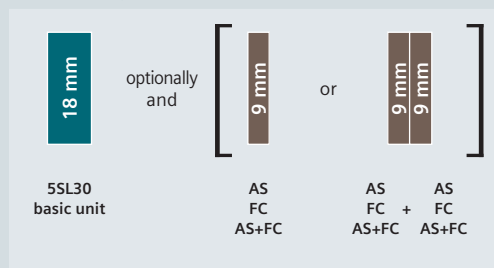 18 mm
optionally
and
9 mm
or
9 mm
9 mm
5SL30
basic unit
AS
FC
AS+FC
AS AS
FC + FC
AS+FC AS+FC